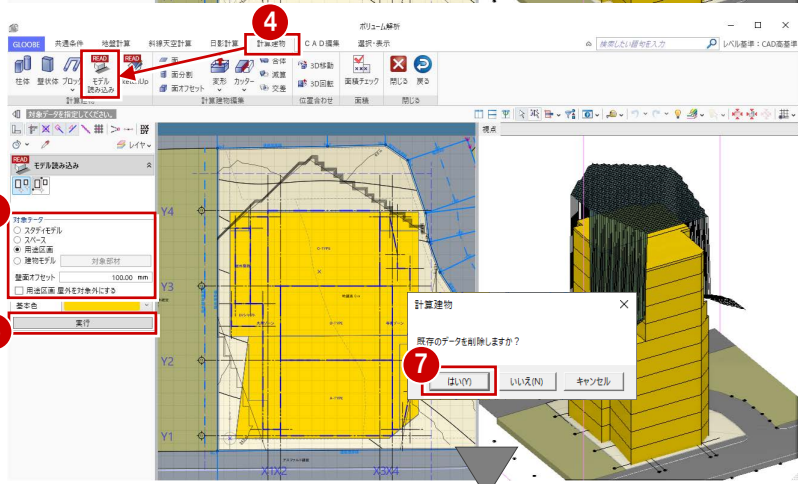 4
ボリューム解析
GLOOBE 共通条件 地盤計算 斜線天空計算 日影計算 計算建物 CAD編集 選択・表示
検索したい語句を入力 レベル基準：CAD高基準
READ READ
柱体 壁状体 ブロック モデル読み込み
面
面分割
面オフセット
変形 カッター
合体
減算
交差
3D移動
3D回転
面積チェック
閉じる 戻る
計算建物編集 位置合わせ 面積 閉じる
対象データを指定してください。
視点
レイヤ
READ モデル読み込み
対象データ
スタディモデル
スペース
用途区画
建物モデル 対象部材
壁面オフセット 100.00 mm
用途区画 屋外を対象外にする
基本色
実行
Y4
Y3
Y2
Y1
X1X2 X3X4
計算建物
既存のデータを削除しますか？
7
はい(Y) いいえ(N) キャンセル